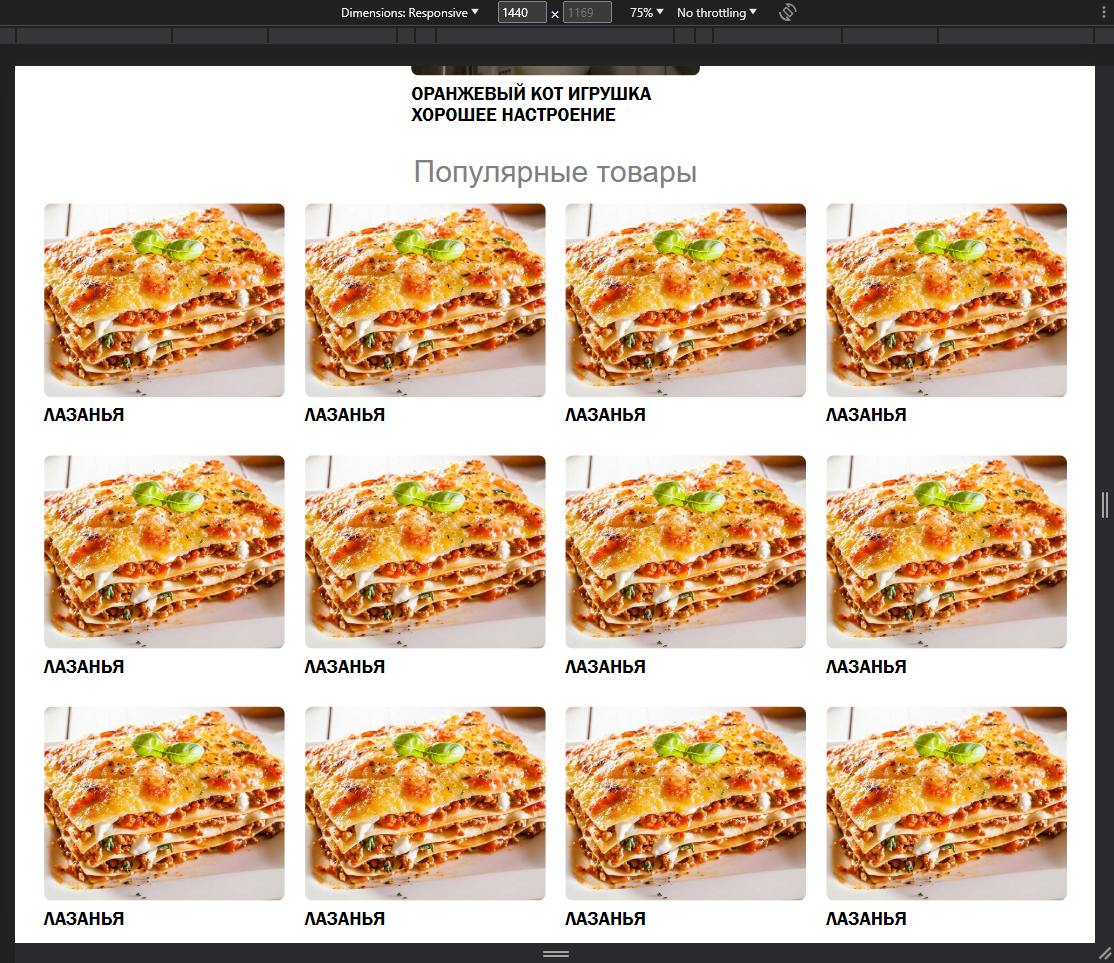 Dimensions: Responsive 1440 × 1169 75% No throttling
ОРАНЖЕВЫЙ КОТ ИГРУШКА
ХОРОШЕЕ НАСТРОЕНИЕ
Популярные товары
ЛАЗАНЬЯ ЛАЗАНЬЯ ЛАЗАНЬЯ ЛАЗАНЬЯ
ЛАЗАНЬЯ ЛАЗАНЬЯ ЛАЗАНЬЯ ЛАЗАНЬЯ
ЛАЗАНЬЯ ЛАЗАНЬЯ ЛАЗАНЬЯ ЛАЗАНЬЯ